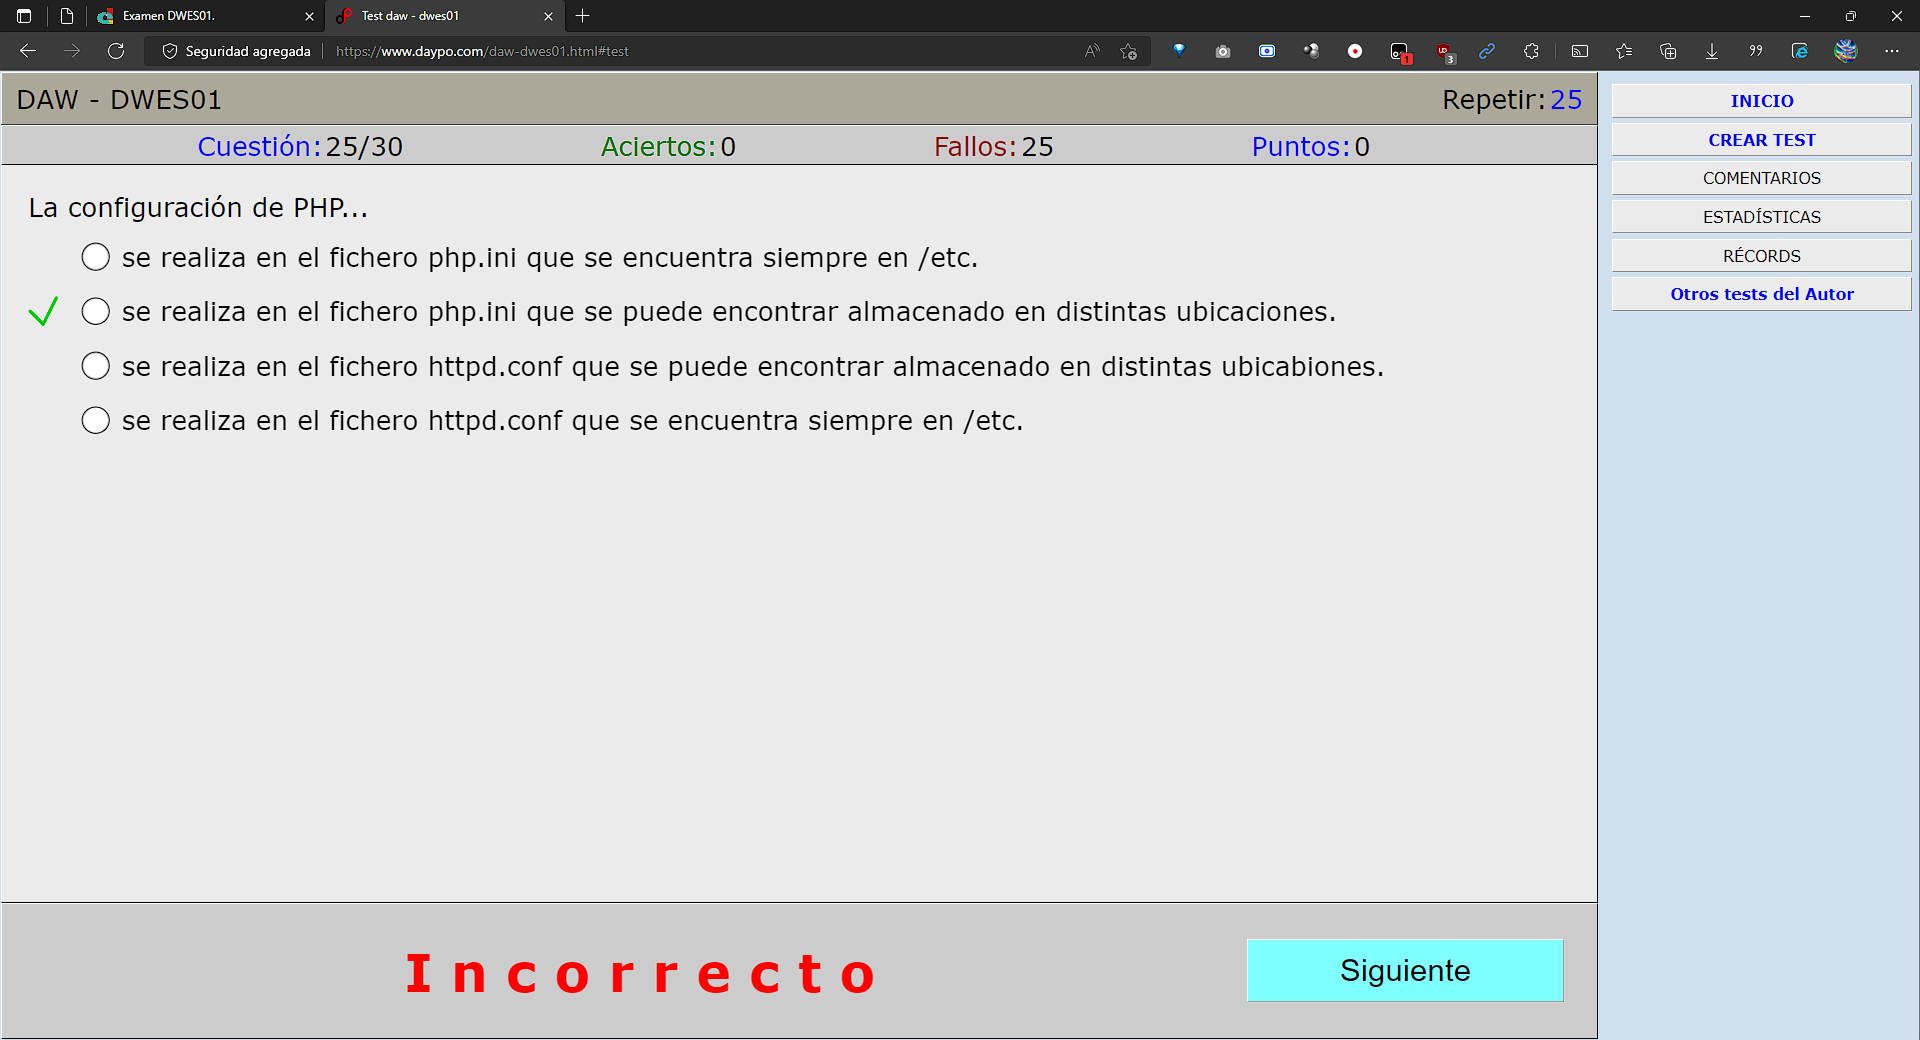 Examen DWES01.
Test daw - dwes01
Seguridad agregada
https://www.daypo.com/daw-dwes01.html#test
1
3
DAW - DWES01
Repetir:25
Cuestión:25/30
Aciertos:0
Fallos:25
Puntos:0
La configuración de PHP...
se realiza en el fichero php.ini que se encuentra siempre en /etc.
se realiza en el fichero php.ini que se puede encontrar almacenado en distintas ubicaciones.
se realiza en el fichero httpd.conf que se puede encontrar almacenado en distintas ubicabiones.
se realiza en el fichero httpd.conf que se encuentra siempre en /etc.
Incorrecto
Siguiente
INICIO
CREAR TEST
COMENTARIOS
ESTADÍSTICAS
RÉCORDS
Otros tests del Autor